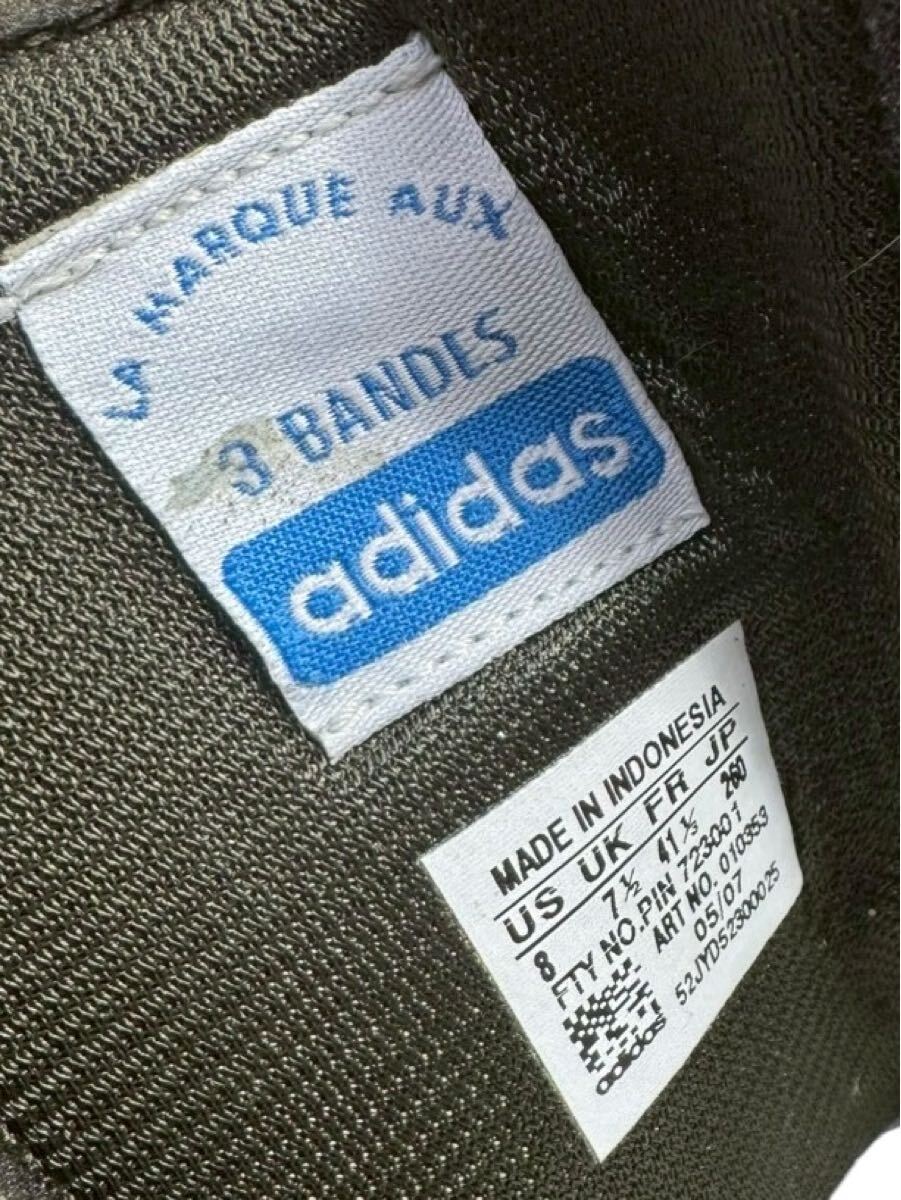 LA MARQUE AUX
3 BANDES
adidas
MADE IN INDONESIA
US UK FR JP
8 7½ 41⅓ 260
FTY NO.PIN 723001
ART NO. 010353
05/07
52JYD52300025
adidas